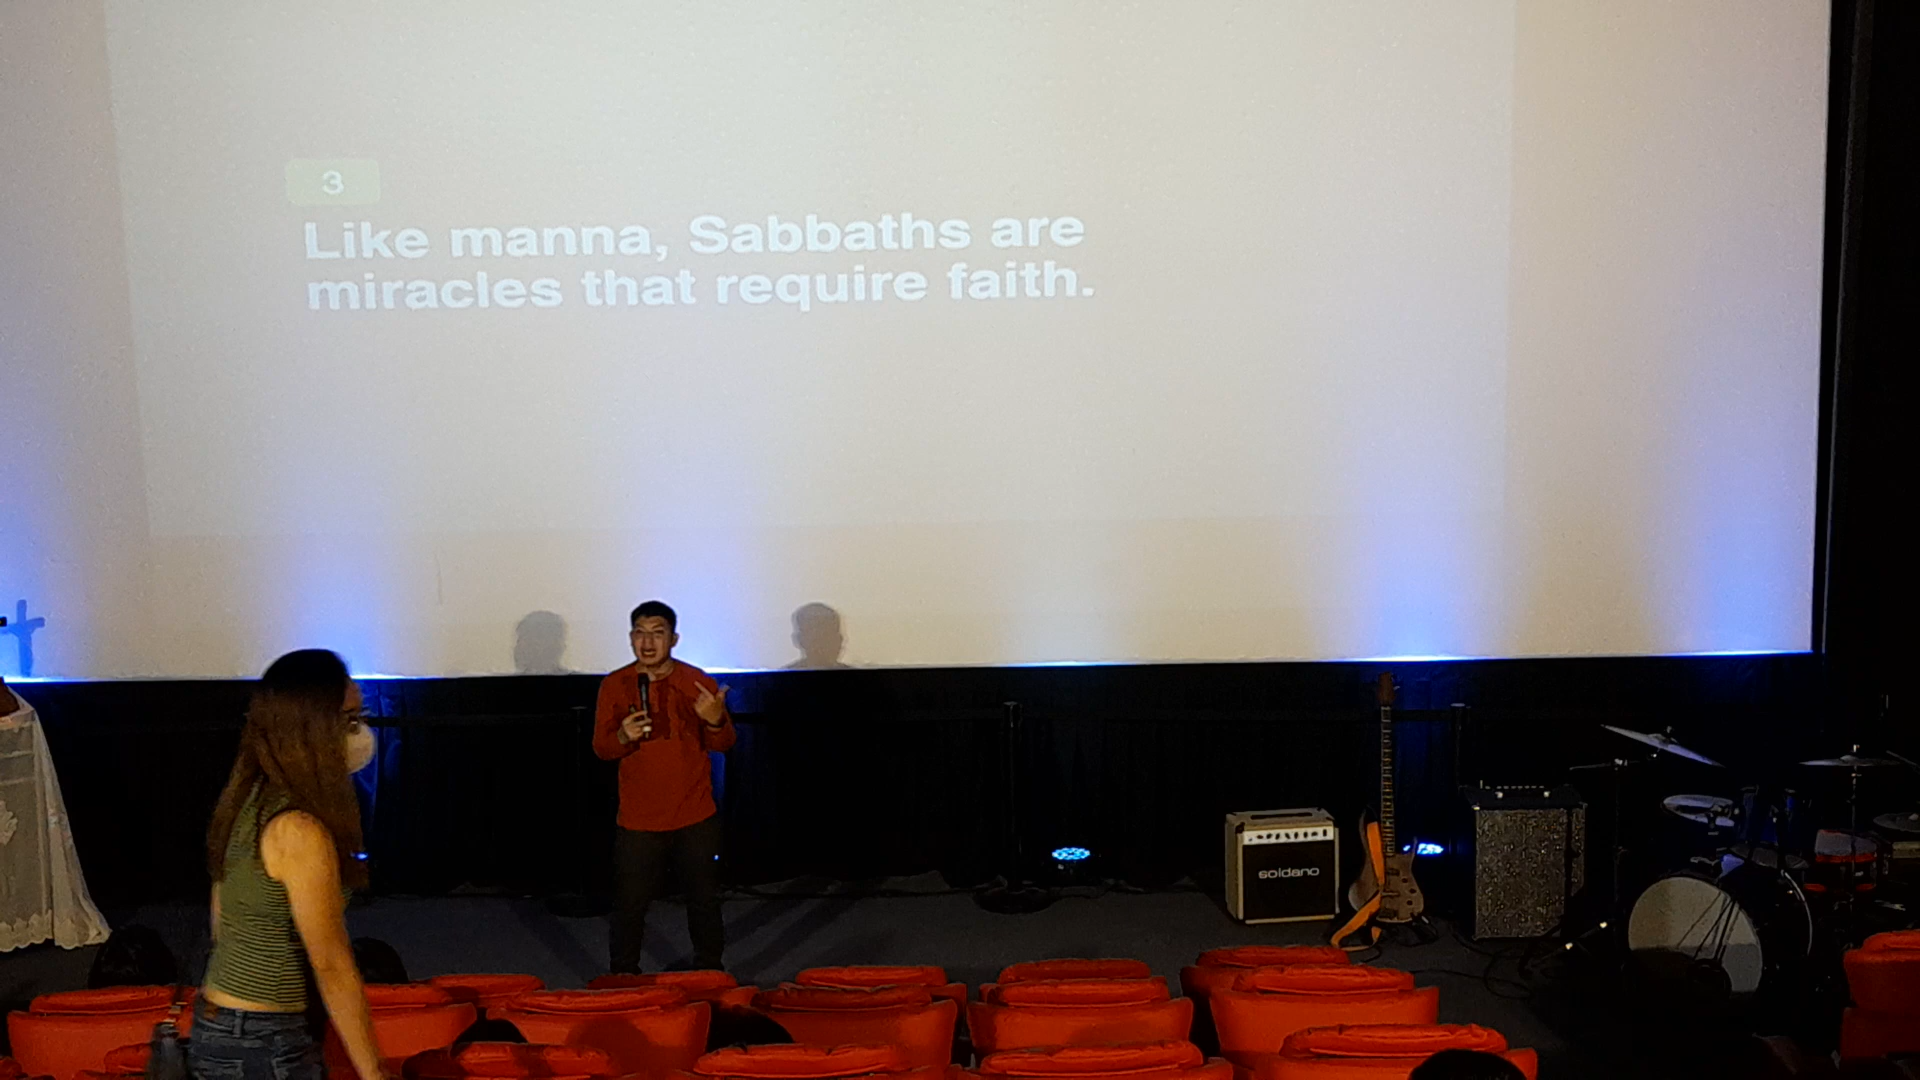 3
Like manna, Sabbaths are
miracles that require faith.
soldano